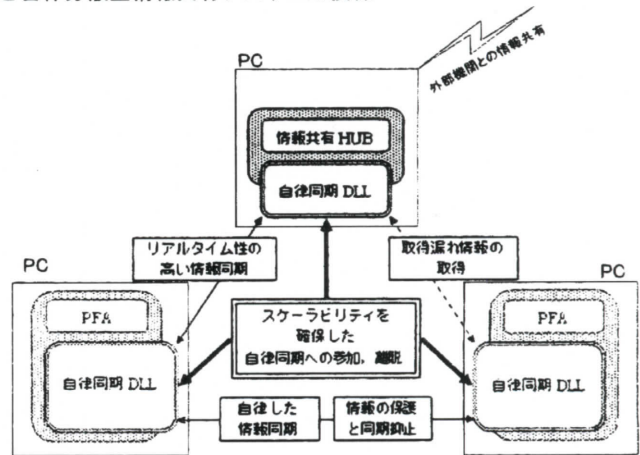 PC
外部機関との情報共有
情報共有 HUB
自律同期 DLL
リアルタイム性の
高い情報同期
取得漏れ情報の
取得
PC
PC
PFA
PFA
スケーラビリティを
確保した
自律同期への参加,離脱
自律同期 DLL
自律同期 DLL
自律した
情報同期
情報の保護
と同期抑止